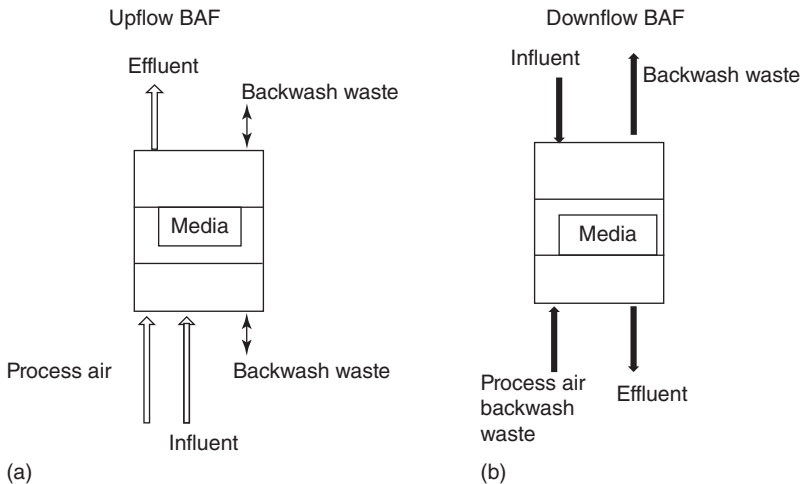 Upflow BAF
Effluent
Backwash waste
Media
Process air
Backwash waste
Influent
(a)
Downflow BAF
Influent
Backwash waste
Media
Process air
backwash
waste
Effluent
(b)